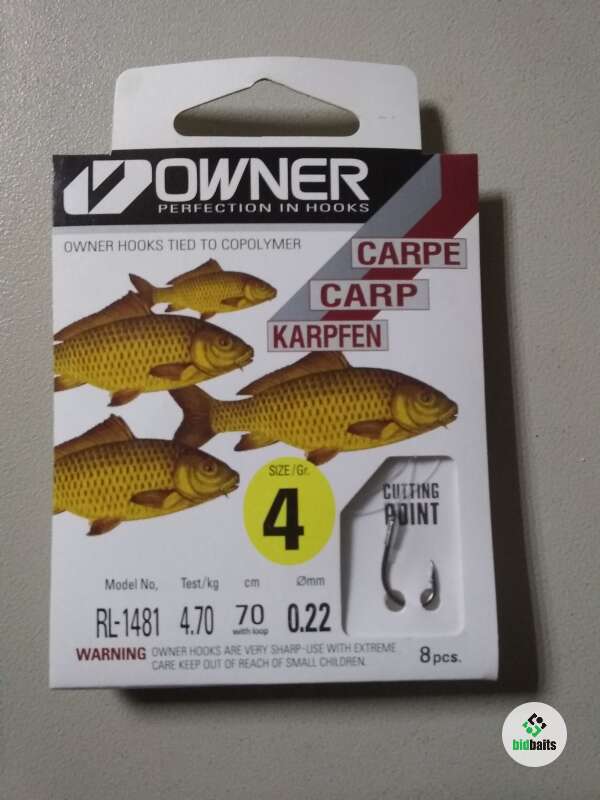 OWNER
PERFECTION IN HOOKS
OWNER HOOKS TIED TO COPOLYMER
CARPE
CARP
KARPFEN
SIZE/Gr.
4
CUTTING
POINT
Model No, Test/kg cm Ømm
RL-1481 4.70 70 0.22
with loop
WARNING OWNER HOOKS ARE VERY SHARP-USE WITH EXTREME
CARE KEEP OUT OF REACH OF SMALL CHILDREN.
8pcs.
bidbaits